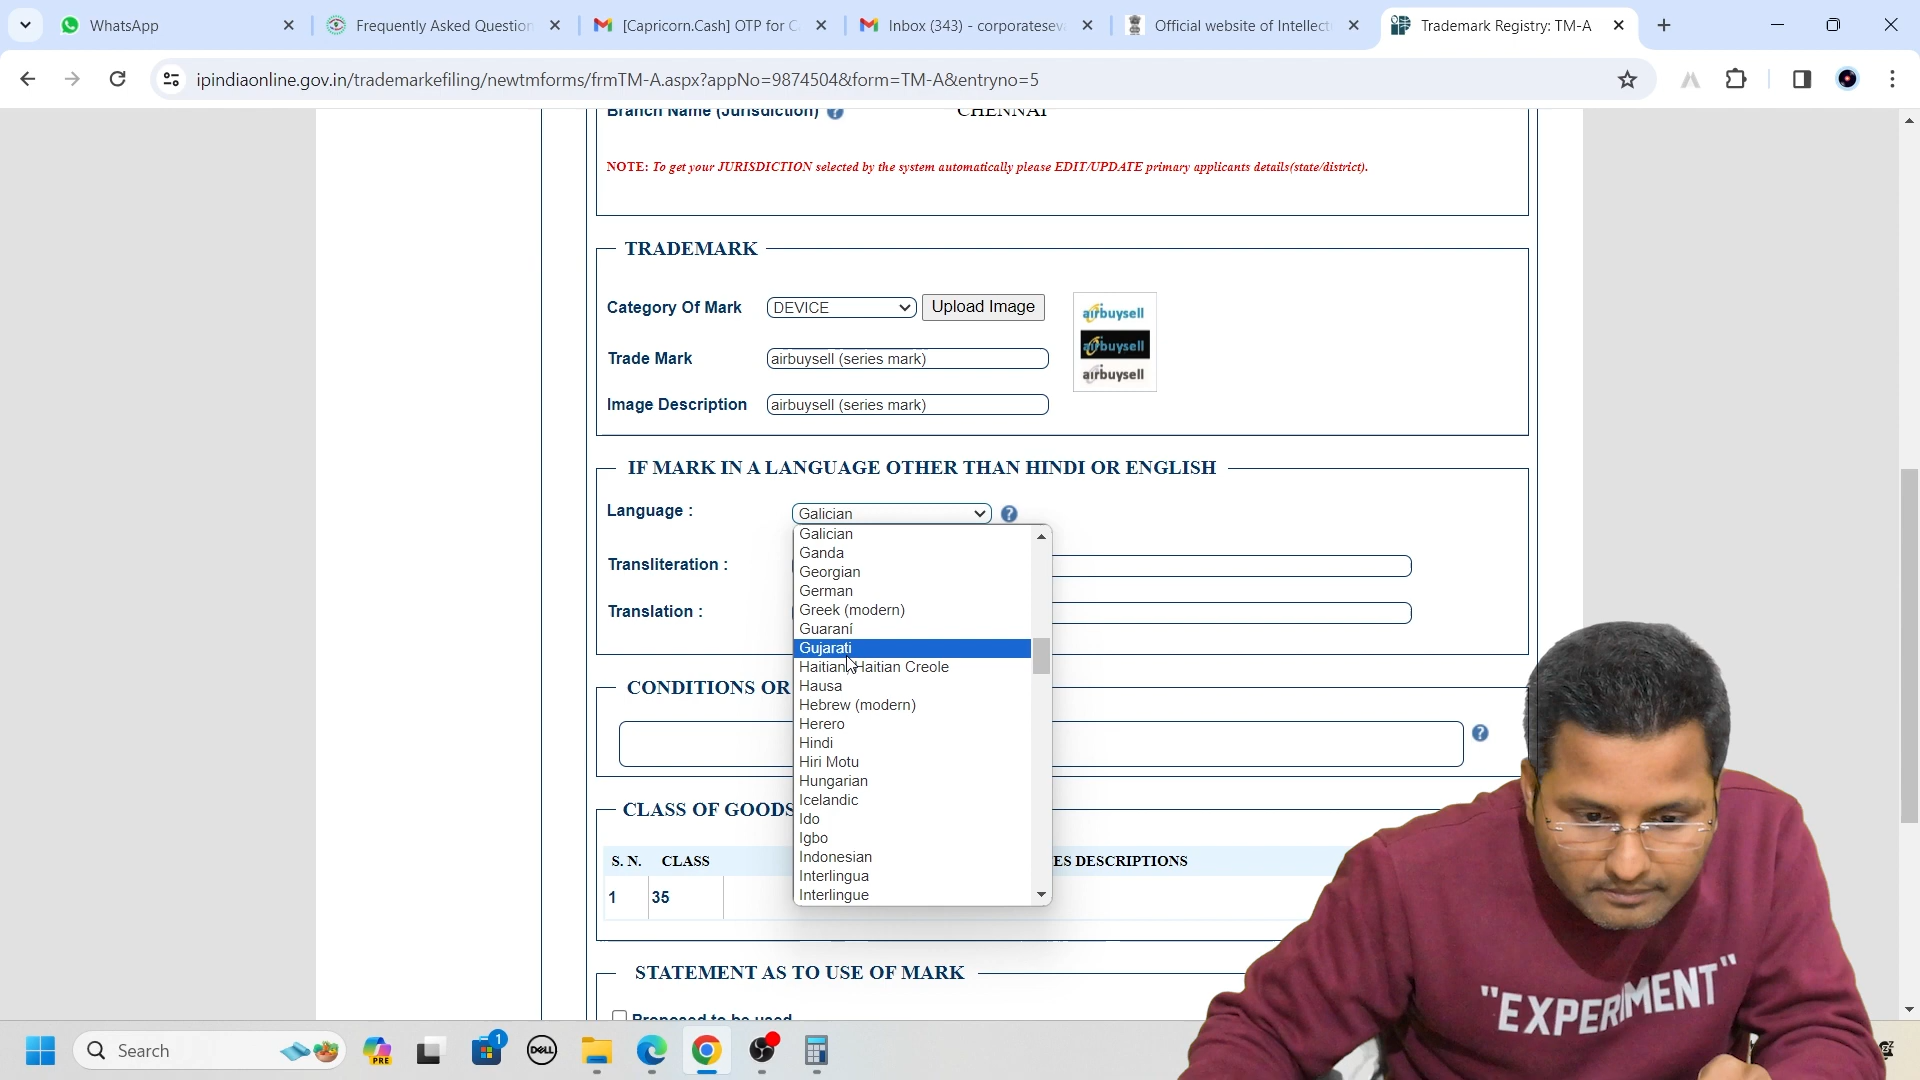 WhatsApp
Frequently Asked Question
[Capricorn.Cash] OTP for C
Inbox (343) - corporateseva
Official website of Intellect
Trademark Registry: TM-A
ipindiaonline.gov.in/trademarkefiling/newtmforms/frmTM-A.aspx?appNo=9874504&form=TM-A&entryno=5
Branch Name (Jurisdiction)
CHENNAI
NOTE: To get your JURISDICTION selected by the system automatically please EDIT/UPDATE primary applicants details(state/district).
TRADEMARK
Category Of Mark
DEVICE
Upload Image
airbuysell
airbuysell
airbuysell
Trade Mark
airbuysell (series mark)
Image Description
airbuysell (series mark)
IF MARK IN A LANGUAGE OTHER THAN HINDI OR ENGLISH
Language :
Galician
?
Galician
Ganda
Georgian
German
Greek (modern)
Guaraní
Gujarati
Haitian; Haitian Creole
Hausa
Hebrew (modern)
Herero
Hindi
Hiri Motu
Hungarian
Icelandic
Ido
Igbo
Indonesian
Interlingua
Interlingue
Transliteration :
Translation :
CONDITIONS OR
?
CLASS OF GOODS
S. N. CLASS
ES DESCRIPTIONS
1 35
STATEMENT AS TO USE OF MARK
Proposed to be used
"EXPERIMENT"
Search
PRE
1
DELL